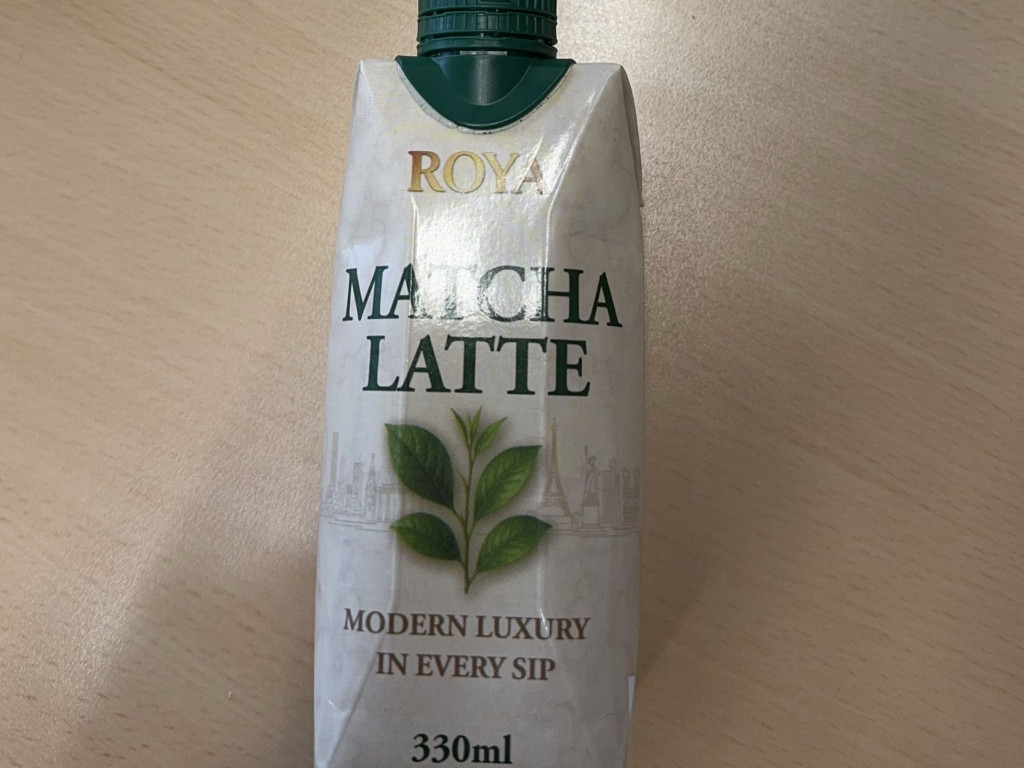 ROYA
MATCHA
LATTE
MODERN LUXURY
IN EVERY SIP
330ml